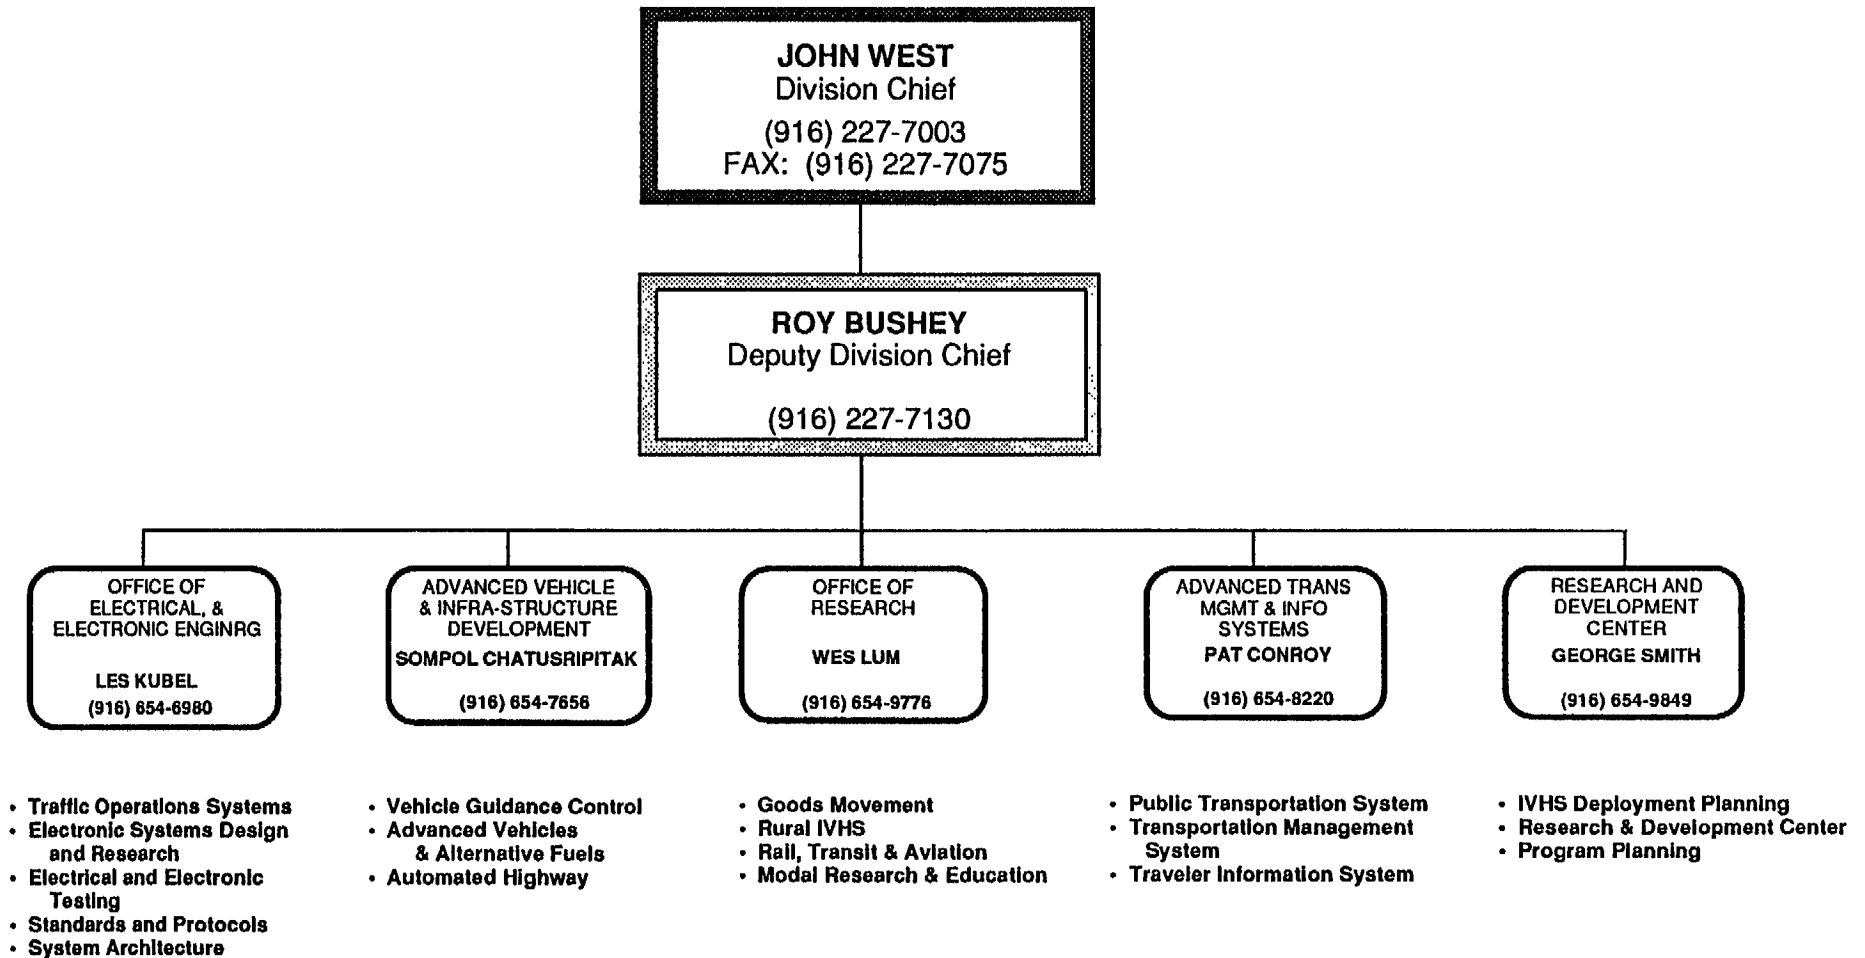 JOHN WEST
Division Chief
(916) 227-7003
FAX: (916) 227-7075
ROY BUSHEY
Deputy Division Chief
(916) 227-7130
OFFICE OF
ELECTRICAL, &
ELECTRONIC ENGINRG
LES KUBEL
(916) 654-6980
ADVANCED VEHICLE
& INFRA-STRUCTURE
DEVELOPMENT
SOMPOL CHATUSRIPITAK
(916) 654-7656
OFFICE OF
RESEARCH
WES LUM
(916) 654-9776
ADVANCED TRANS
MGMT & INFO
SYSTEMS
PAT CONROY
(916) 654-8220
RESEARCH AND
DEVELOPMENT
CENTER
GEORGE SMITH
(916) 654-9849
• Traffic Operations Systems
• Electronic Systems Design
and Research
• Electrical and Electronic
Testing
• Standards and Protocols
• System Architecture
• Vehicle Guidance Control
• Advanced Vehicles
& Alternative Fuels
• Automated Highway
• Goods Movement
• Rural IVHS
• Rail, Transit & Aviation
• Modal Research & Education
• Public Transportation System
• Transportation Management
System
• Traveler Information System
• IVHS Deployment Planning
• Research & Development Center
• Program Planning